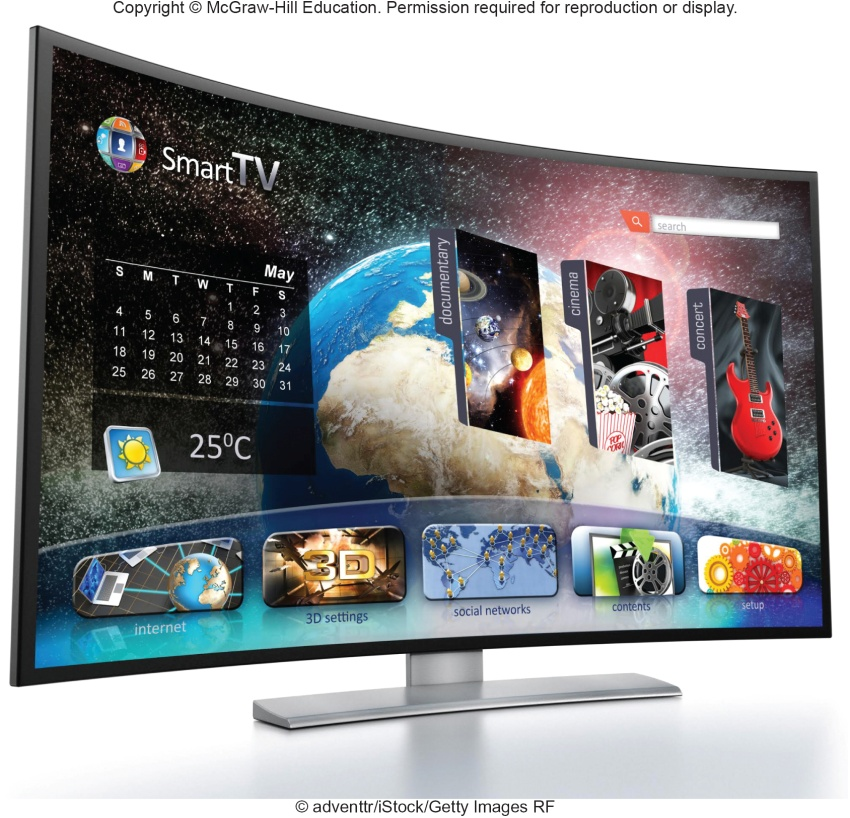 Copyright © McGraw-Hill Education. Permission required for reproduction or display.
SmartTV
search
May
S M T W T F S
1 2 3
4 5 6 7 8 9 10
11 12 13 14 15 16 17
18 19 20 21 22 23 24
25 26 27 28 29 30 31
25⁰C
documentary
cinema
concert
POP CORN
3D
internet
3D settings
social networks
contents
setup
© adventtr/iStock/Getty Images RF